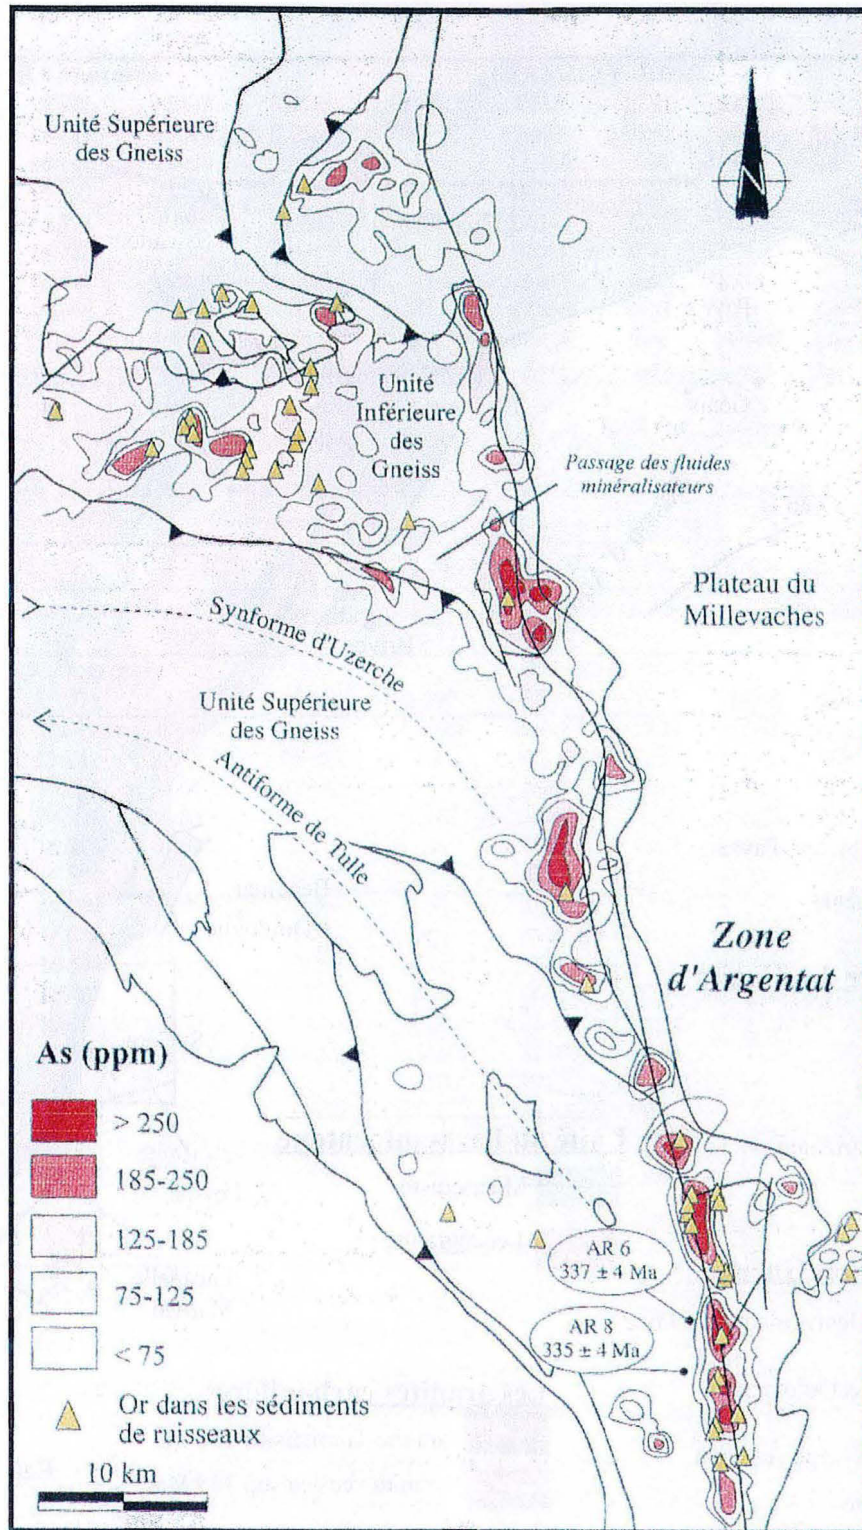 Unité Supérieure
des Gneiss
N
Unité
Inférieure
des
Gneiss
Passage des fluides
minéralisateurs
Plateau du
Millevaches
Synforme d'Uzerche
Unité Supérieure
des Gneiss
Antiforme de Tulle
Zone
d'Argentat
As (ppm)
> 250
185-250
125-185
75-125
< 75
Or dans les sédiments
de ruisseaux
10 km
AR 6
337 ± 4 Ma
AR 8
335 ± 4 Ma